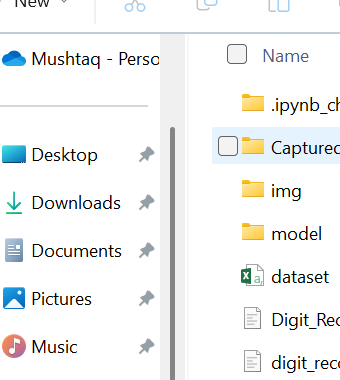 New
Mushtaq - Perso
Name
.ipynb_ch
Desktop
Captured
Downloads
img
Documents
model
Pictures
dataset
Digit_Rec
Music
digit_reco